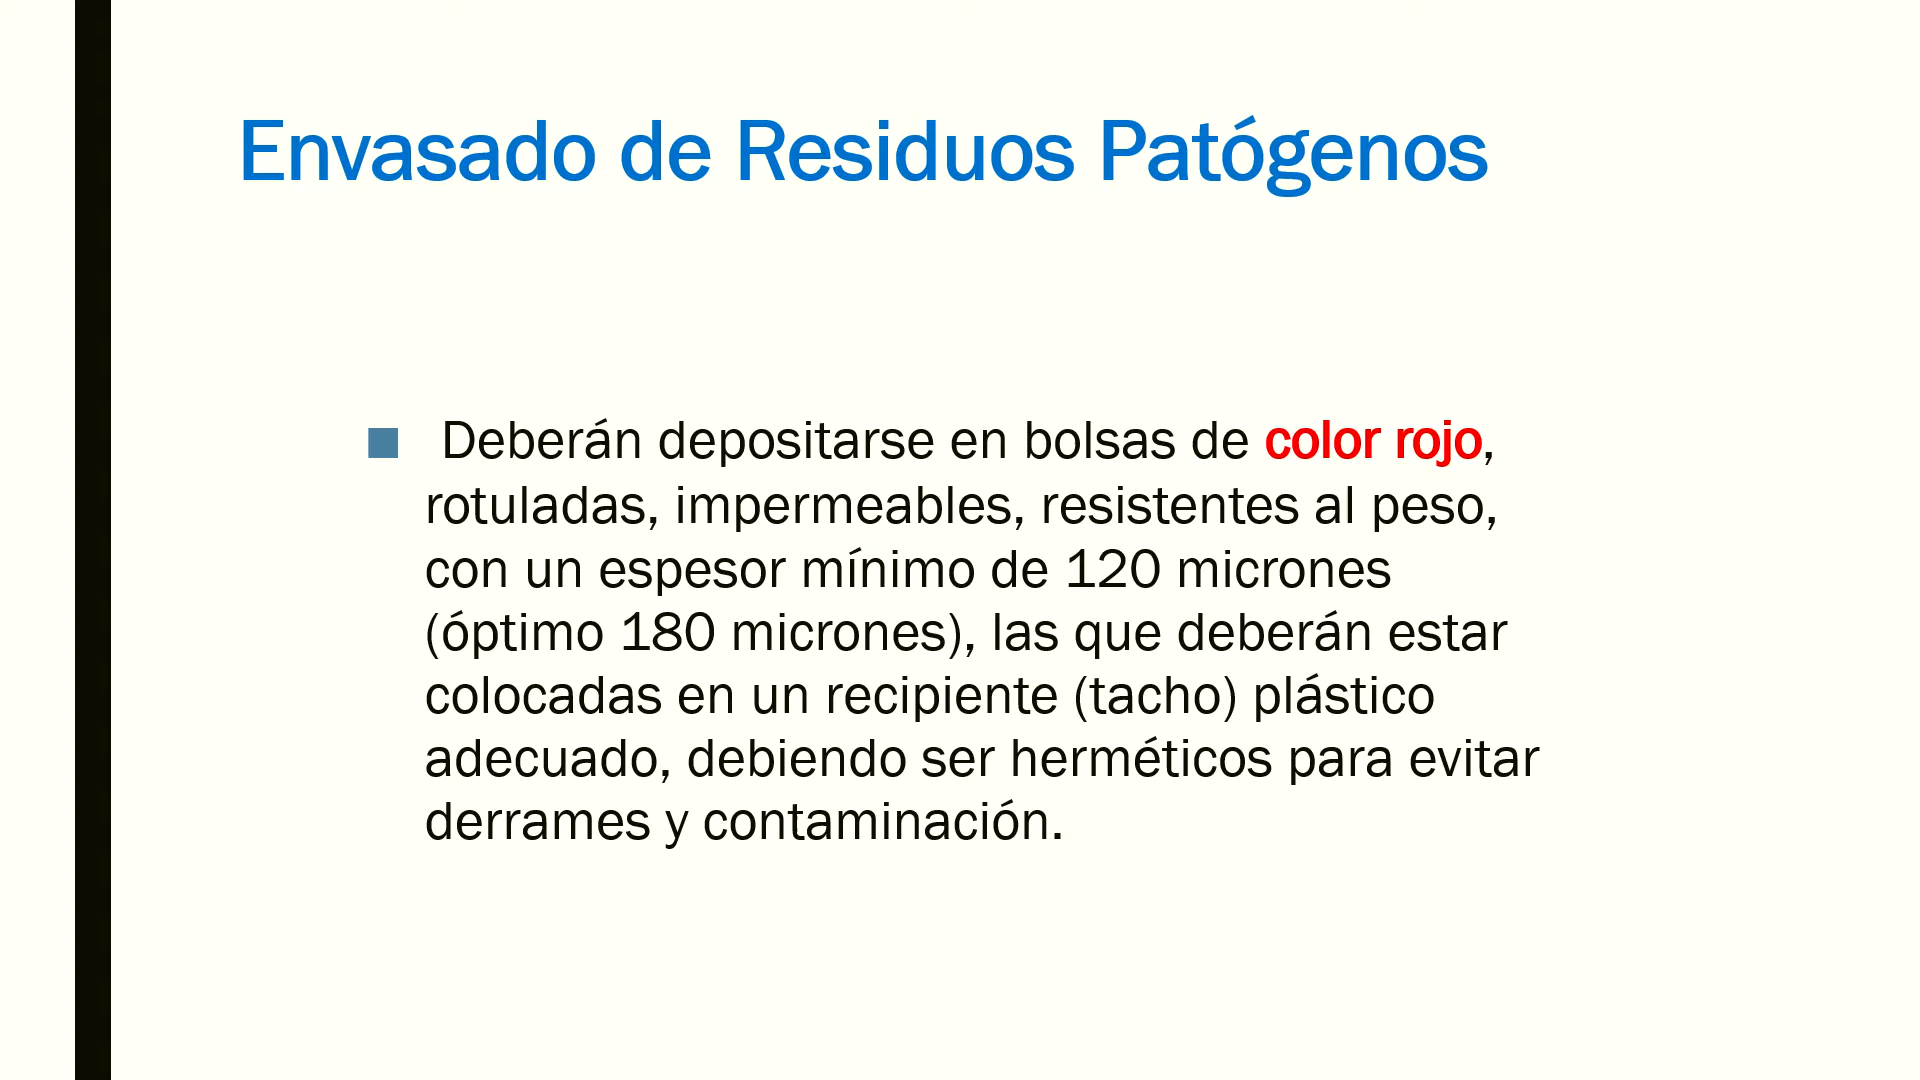 Envasado de Residuos Patógenos
Deberán depositarse en bolsas de color rojo,
rotuladas, impermeables, resistentes al peso,
con un espesor mínimo de 120 micrones
(óptimo 180 micrones), las que deberán estar
colocadas en un recipiente (tacho) plástico
adecuado, debiendo ser herméticos para evitar
derrames y contaminación.